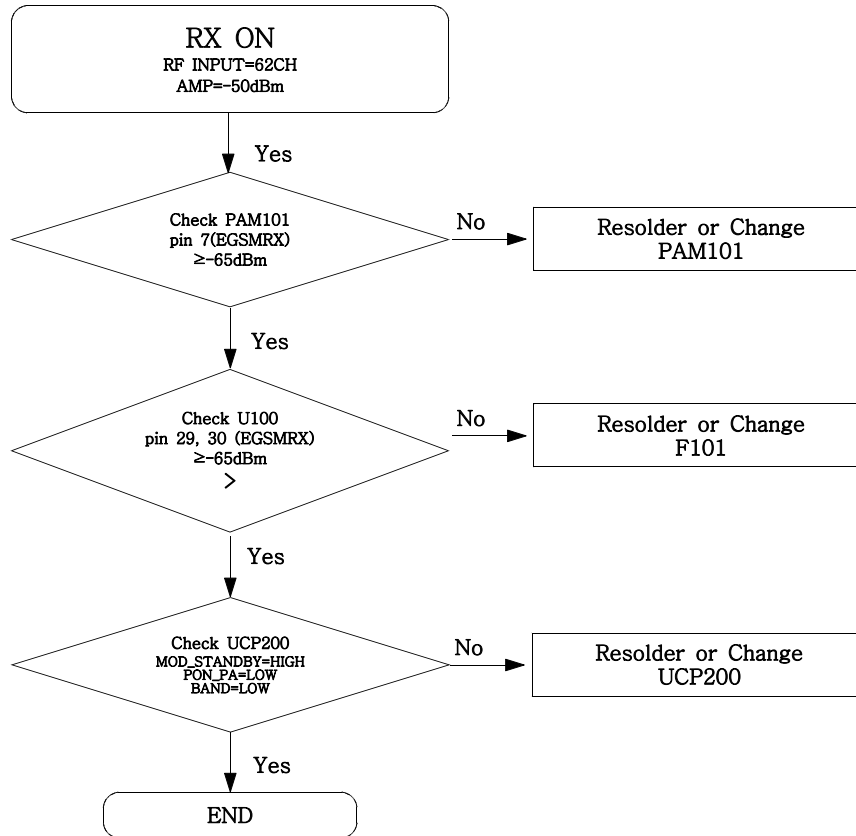 RX ON
RF INPUT=62CH
AMP=-50dBm
Yes
Check PAM101
pin 7(EGSMRX)
≥-65dBm
No
Resolder or Change
PAM101
Yes
Check U100
pin 29, 30 (EGSMRX)
≥-65dBm
>
No
Resolder or Change
F101
Yes
Check UCP200
MOD_STANDBY=HIGH
PON_PA=LOW
BAND=LOW
No
Resolder or Change
UCP200
Yes
END